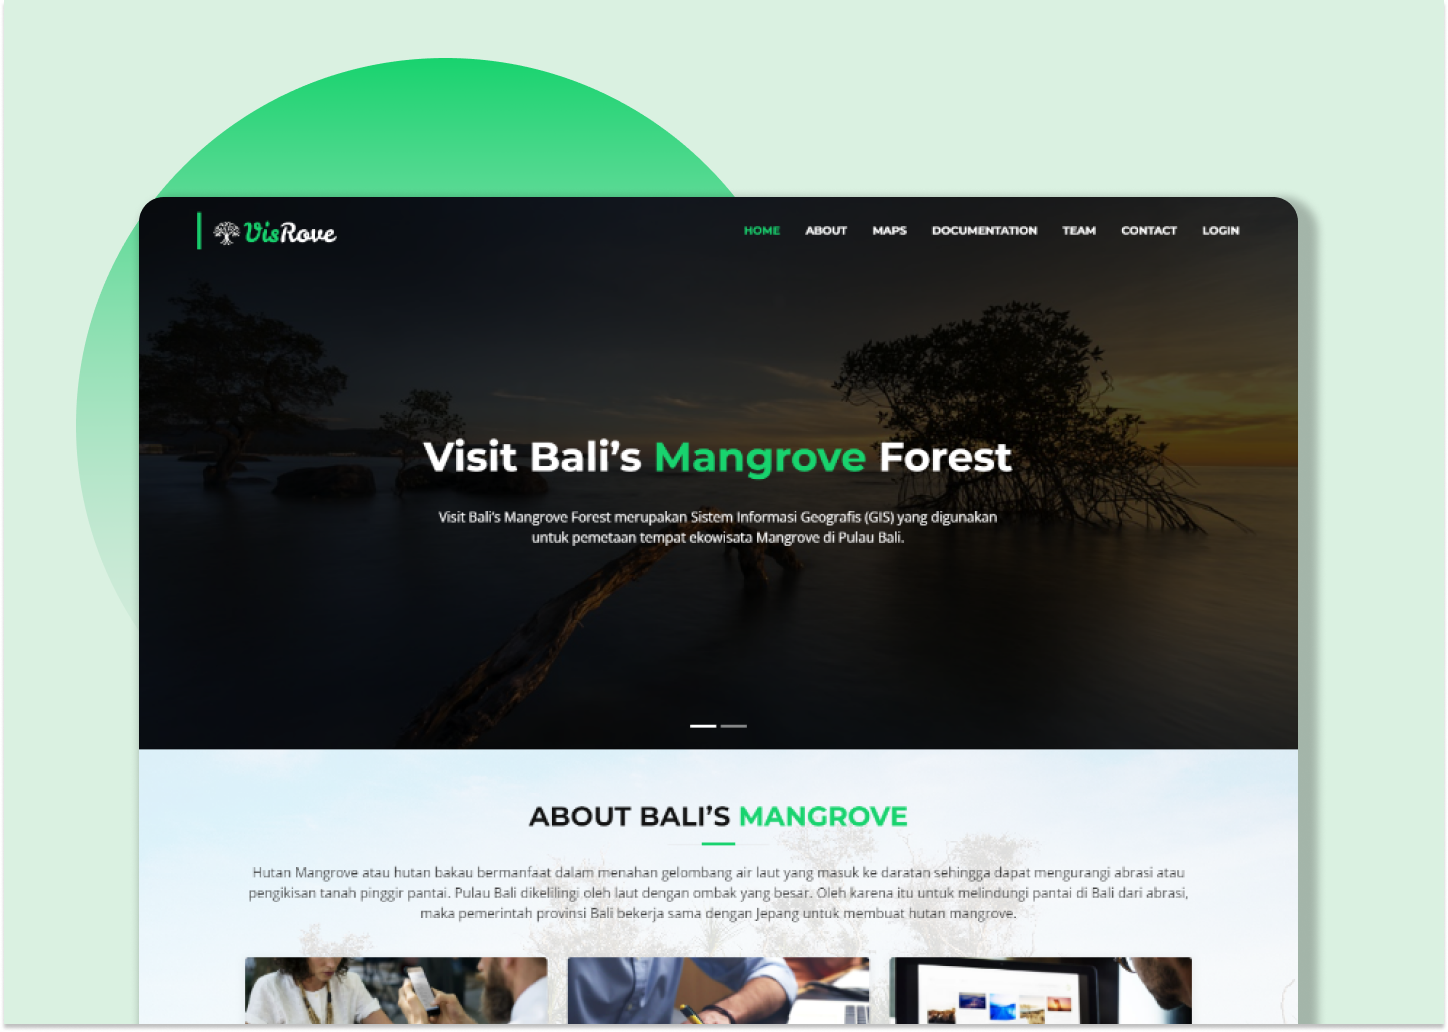 VisRove
HOME ABOUT MAPS DOCUMENTATION TEAM CONTACT LOGIN
Visit Bali's Mangrove Forest
Visit Bali's Mangrove Forest merupakan Sistem Informasi Geografis (GIS) yang digunakan
untuk pemetaan tempat ekowisata Mangrove di Pulau Bali.
ABOUT BALI'S MANGROVE
Hutan Mangrove atau hutan bakau bermanfaat dalam menahan gelombang air laut yang masuk ke daratan sehingga dapat mengurangi abrasi atau
pengikisan tanah pinggir pantai. Pulau Bali dikelilingi oleh laut dengan ombak yang besar. Oleh karena itu untuk melindungi pantai di Bali dari abrasi,
maka pemerintah provinsi Bali bekerja sama dengan Jepang untuk membuat hutan mangrove.